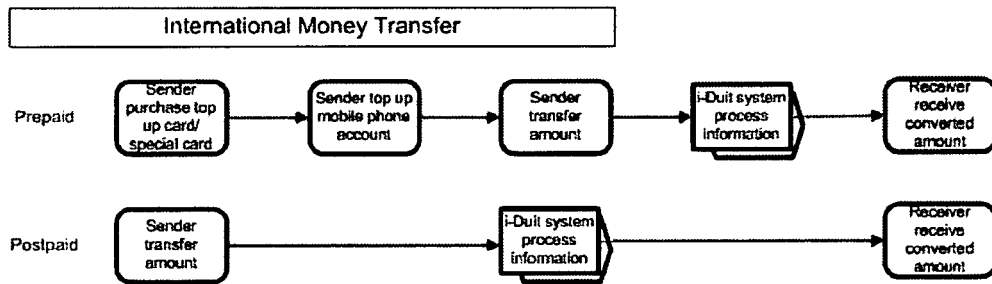 International Money Transfer
Prepaid
Sender
purchase top
up card/
special card
Sender top up
mobile phone
account
Sender
transfer
amount
i-Duit system
process
information
Receiver
receive
converted
amount
Postpaid
Sender
transfer
amount
i-Duit system
process
information
Receiver
receive
converted
amount